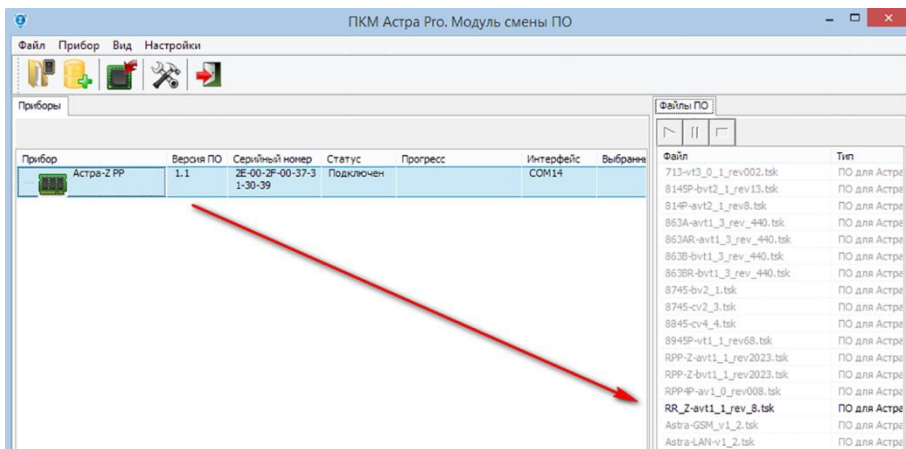 ПКМ Астра Pro. Модуль смены ПО
Файл Прибор Вид Настройки
Приборы
Файлы ПО
Прибор Версия ПО Серийный номер Статус Прогресс Интерфейс Выбранн
Астра-Z РР 1.1 2E-00-2F-00-37-3 Подключен COM14
1-30-39
Файл Тип
713-vt3_0_1_rev002.tsk ПО для Астра
8145P-bvt2_1_rev13.tsk ПО для Астра
814P-avt2_1_rev8.tsk ПО для Астра
863A-avt1_3_rev_440.tsk ПО для Астра
863AR-avt1_3_rev_440.tsk ПО для Астра
863B-bvt1_3_rev_440.tsk ПО для Астра
863BR-bvt1_3_rev_440.tsk ПО для Астра
8745-bv2_1.tsk ПО для Астра
8745-cv2_3.tsk ПО для Астра
8845-cv4_4.tsk ПО для Астра
8945P-vt1_1_rev68.tsk ПО для Астра
RPP-Z-avt1_1_rev2023.tsk ПО для Астра
RPP-Z-bvt1_1_rev2023.tsk ПО для Астра
RPP4P-av1_0_rev008.tsk ПО для Астра
RR_Z-avt1_1_rev_8.tsk ПО для Астра
Astra-GSM_v1_2.tsk ПО для Астра
Astra-LAN-v1_2.tsk ПО для Астра